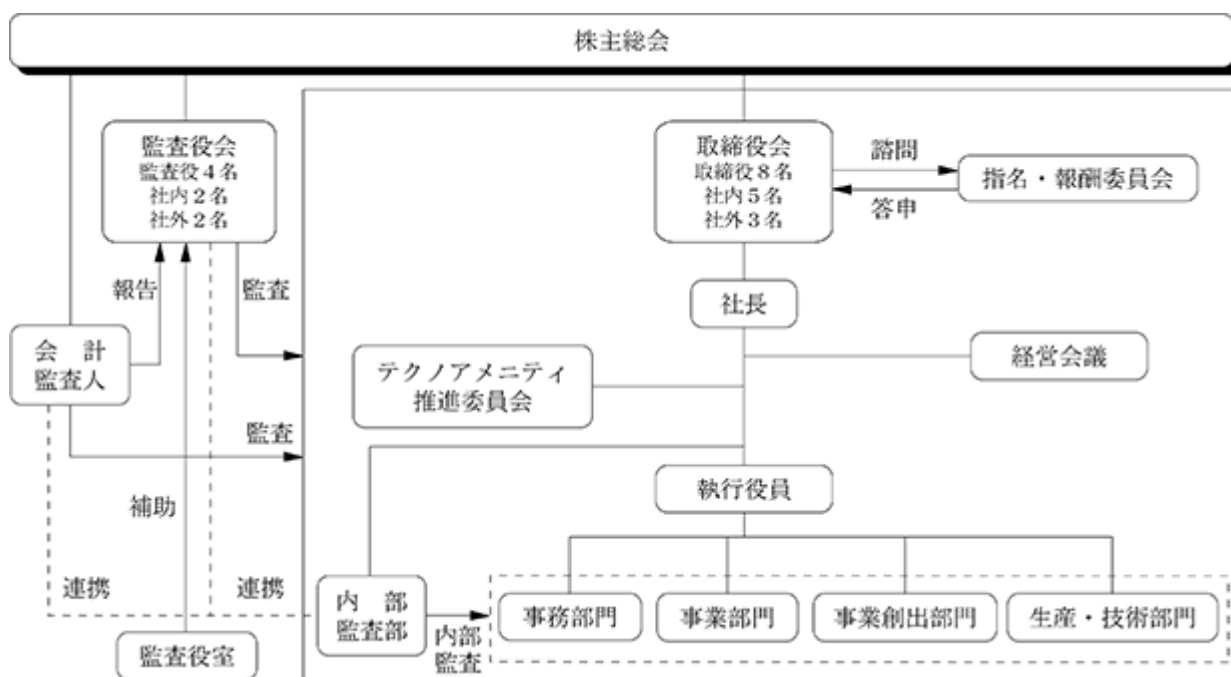 株主総会
監査役会
監査役4名
社内2名
社外2名
取締役会
取締役8名
社内5名
社外3名
諮問
答申
指名・報酬委員会
報告
監査
社長
会　計
監査人
テクノアメニティ
推進委員会
経営会議
監査
執行役員
補助
連携
連携
内　部
監査部
内部
監査
事務部門
事業部門
事業創出部門
生産・技術部門
監査役室